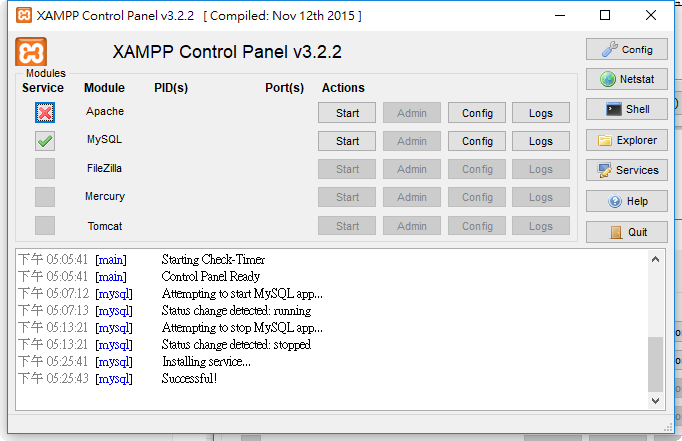 XAMPP Control Panel v3.2.2 [ Compiled: Nov 12th 2015 ]
XAMPP Control Panel v3.2.2
Config
Modules
Service Module PID(s) Port(s) Actions
Netstat
Apache Start Admin Config Logs
Shell
MySQL Start Admin Config Logs
Explorer
FileZilla Start Admin Config Logs
Services
Mercury Start Admin Config Logs
Help
Tomcat Start Admin Config Logs
Quit
下午 05:05:41 [main] Starting Check-Timer
下午 05:05:41 [main] Control Panel Ready
下午 05:07:12 [mysql] Attempting to start MySQL app...
下午 05:07:13 [mysql] Status change detected: running
下午 05:13:21 [mysql] Attempting to stop MySQL app...
下午 05:13:21 [mysql] Status change detected: stopped
下午 05:25:41 [mysql] Installing service...
下午 05:25:43 [mysql] Successful!